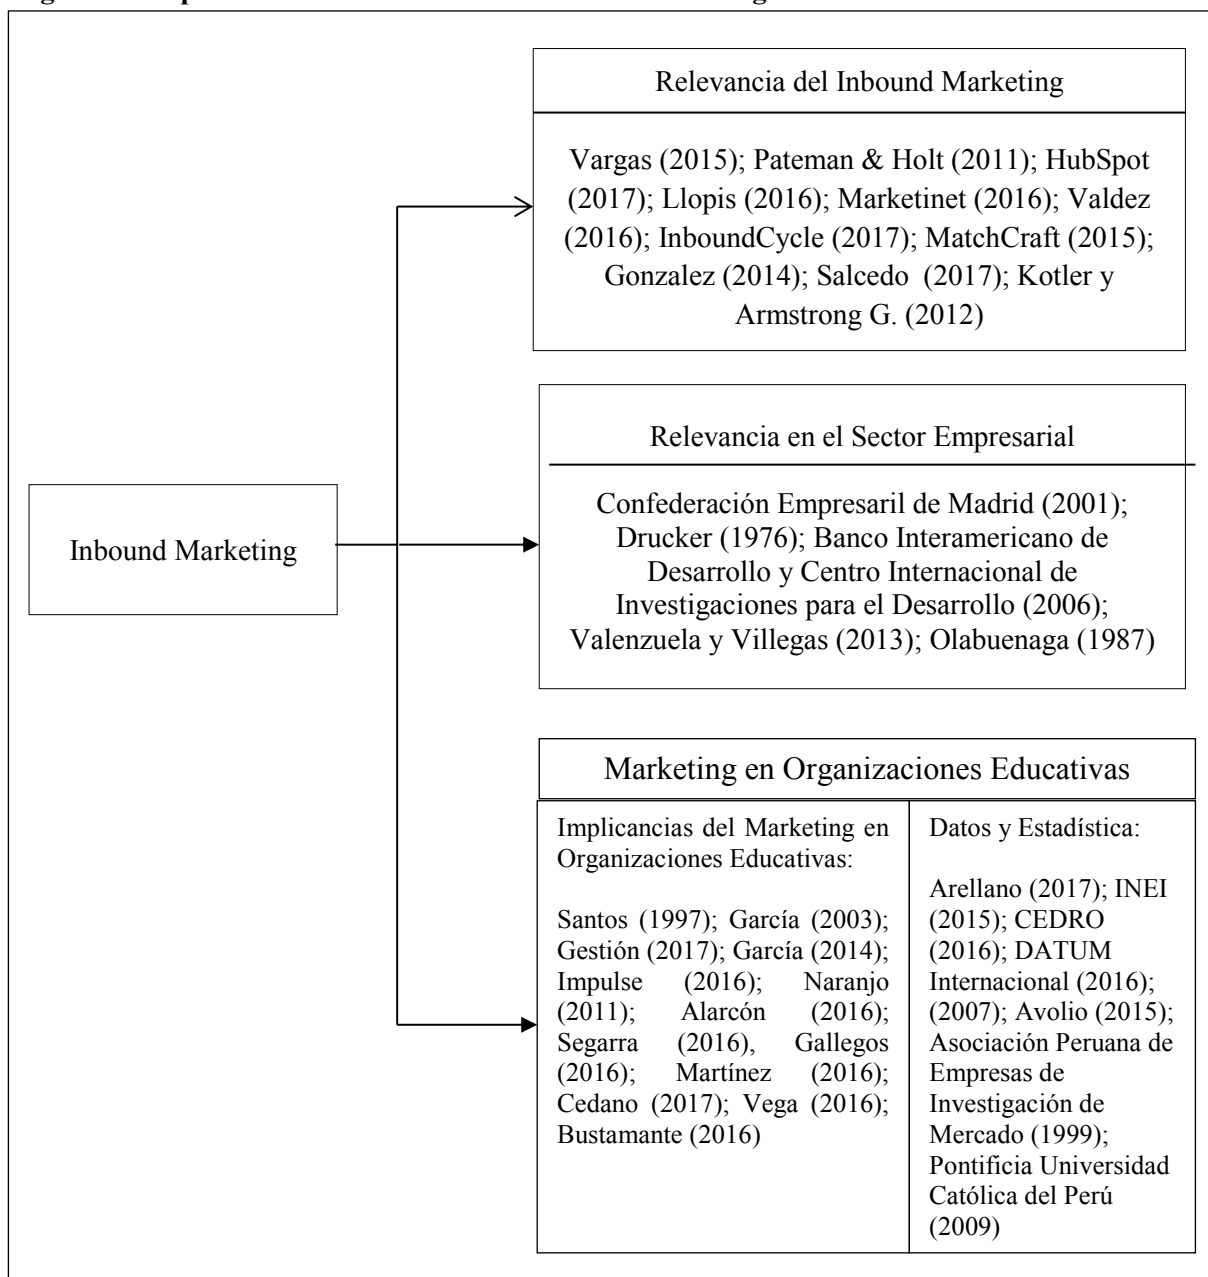 Relevancia del Inbound Marketing
Vargas (2015); Pateman & Holt (2011); HubSpot
(2017); Llopis (2016); Marketinet (2016); Valdez
(2016); InboundCycle (2017); MatchCraft (2015);
Gonzalez (2014); Salcedo (2017); Kotler y
Armstrong G. (2012)
Relevancia en el Sector Empresarial
Confederación Empresaril de Madrid (2001);
Drucker (1976); Banco Interamericano de
Desarrollo y Centro Internacional de
Investigaciones para el Desarrollo (2006);
Valenzuela y Villegas (2013); Olabuenaga (1987)
Inbound Marketing
Marketing en Organizaciones Educativas
Implicancias del Marketing en
Organizaciones Educativas:
Santos (1997); García (2003);
Gestión (2017); García (2014);
Impulse (2016); Naranjo
(2011); Alarcón (2016);
Segarra (2016), Gallegos
(2016); Martínez (2016);
Cedano (2017); Vega (2016);
Bustamante (2016)
Datos y Estadística:
Arellano (2017); INEI
(2015); CEDRO
(2016); DATUM
Internacional (2016);
(2007); Avolio (2015);
Asociación Peruana de
Empresas de
Investigación de
Mercado (1999);
Pontificia Universidad
Católica del Perú
(2009)